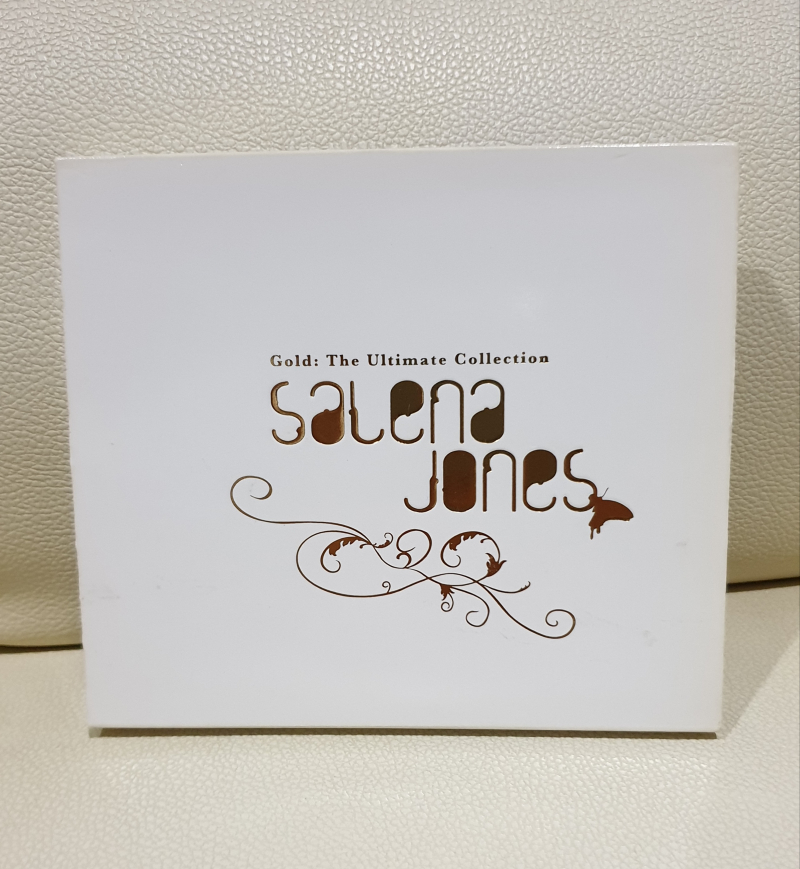 Gold: The Ultimate Collection
salena
jones